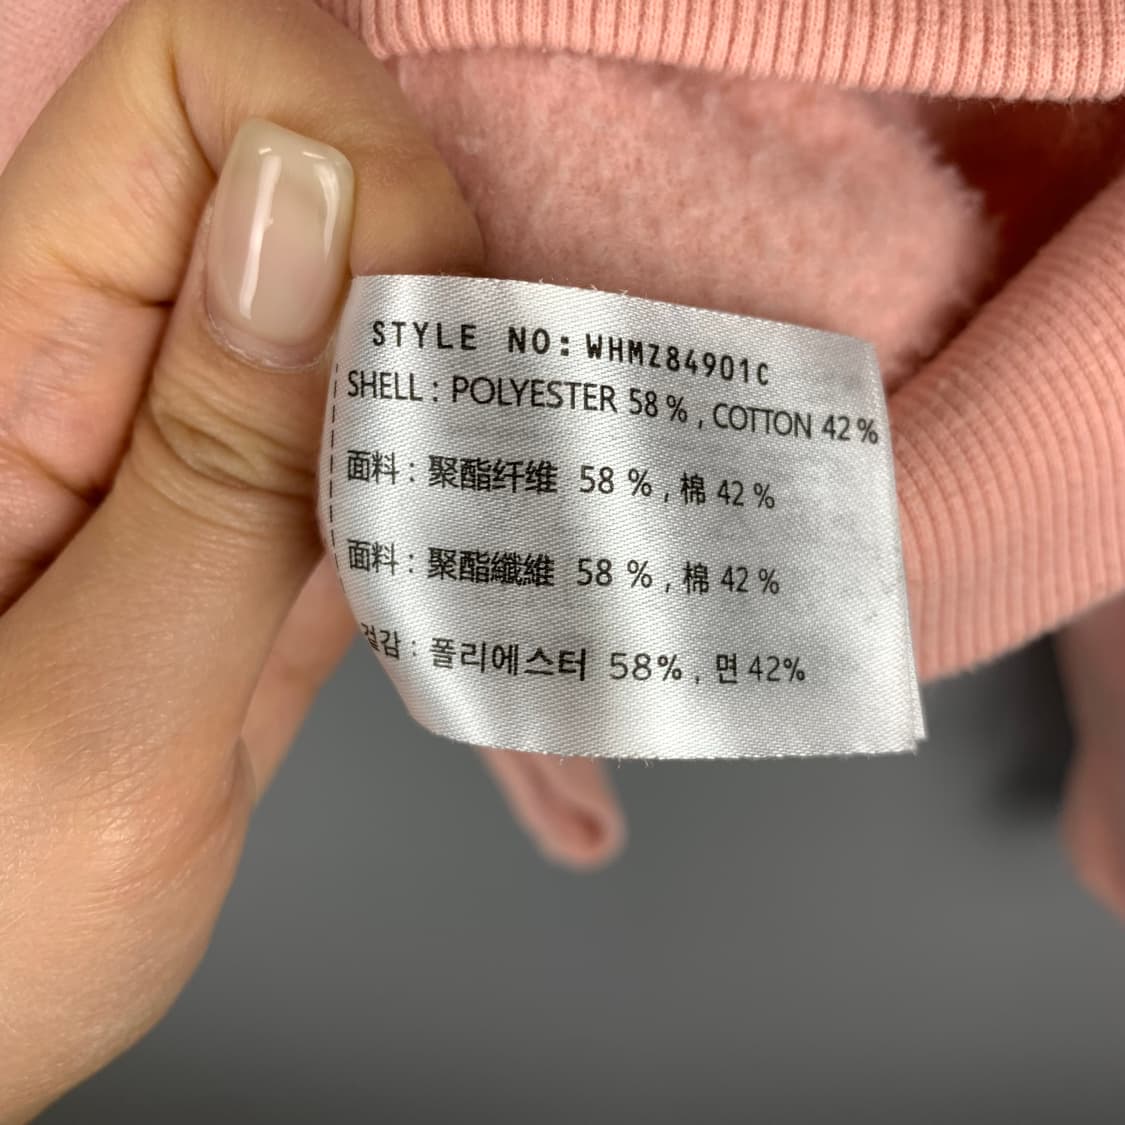 STYLE NO:WHMZ84901C
SHELL : POLYESTER 58 % , COTTON 42 %
面料 : 聚酯纤维 58 % , 棉 42 %
面料 : 聚酯纖維 58 % , 棉 42 %
겉감 : 폴리에스터 58% , 면 42%